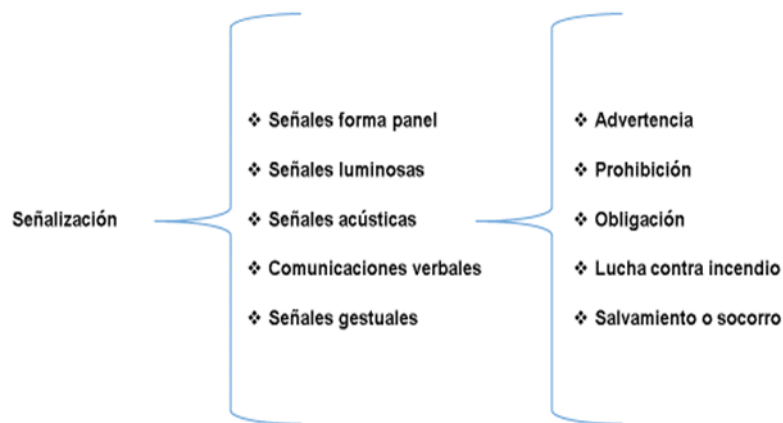 Señalización
❖ Señales forma panel
❖ Señales luminosas
❖ Señales acústicas
❖ Comunicaciones verbales
❖ Señales gestuales
❖ Advertencia
❖ Prohibición
❖ Obligación
❖ Lucha contra incendio
❖ Salvamiento o socorro